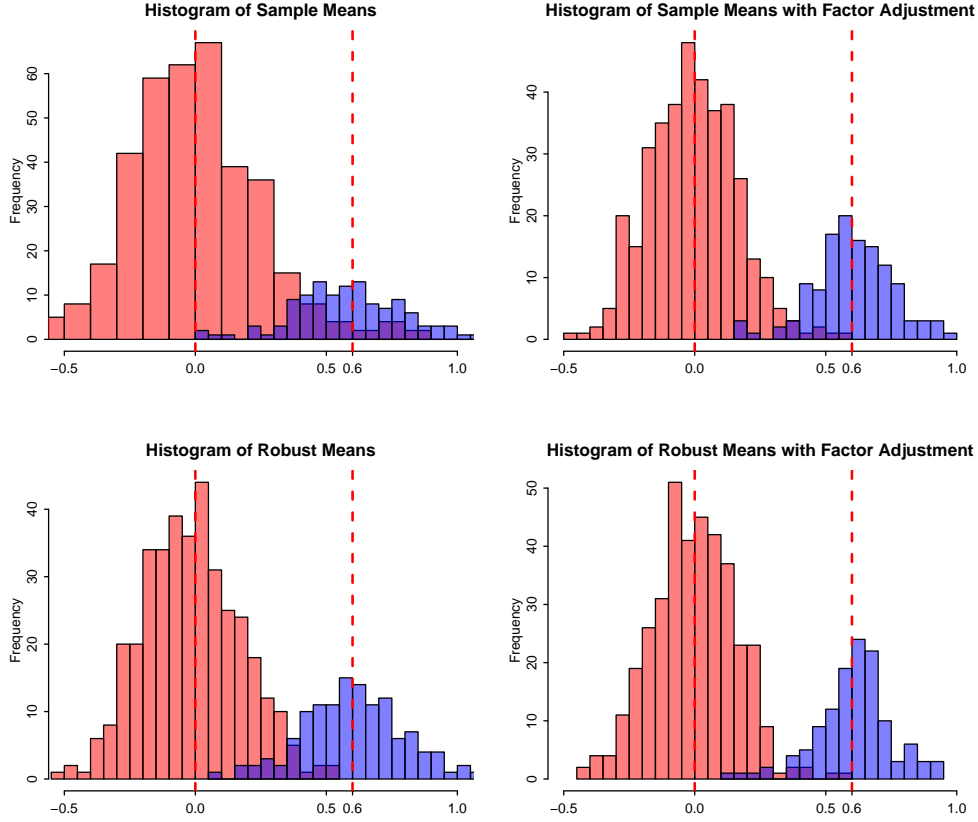 Histogram of Sample Means
Frequency
0 10 20 30 40 50 60
−0.5 0.0 0.5 0.6 1.0
Histogram of Sample Means with Factor Adjustment
Frequency
0 10 20 30 40
−0.5 0.0 0.5 0.6 1.0
Histogram of Robust Means
Frequency
0 10 20 30 40
−0.5 0.0 0.5 0.6 1.0
Histogram of Robust Means with Factor Adjustment
Frequency
0 10 20 30 40 50
−0.5 0.0 0.5 0.6 1.0